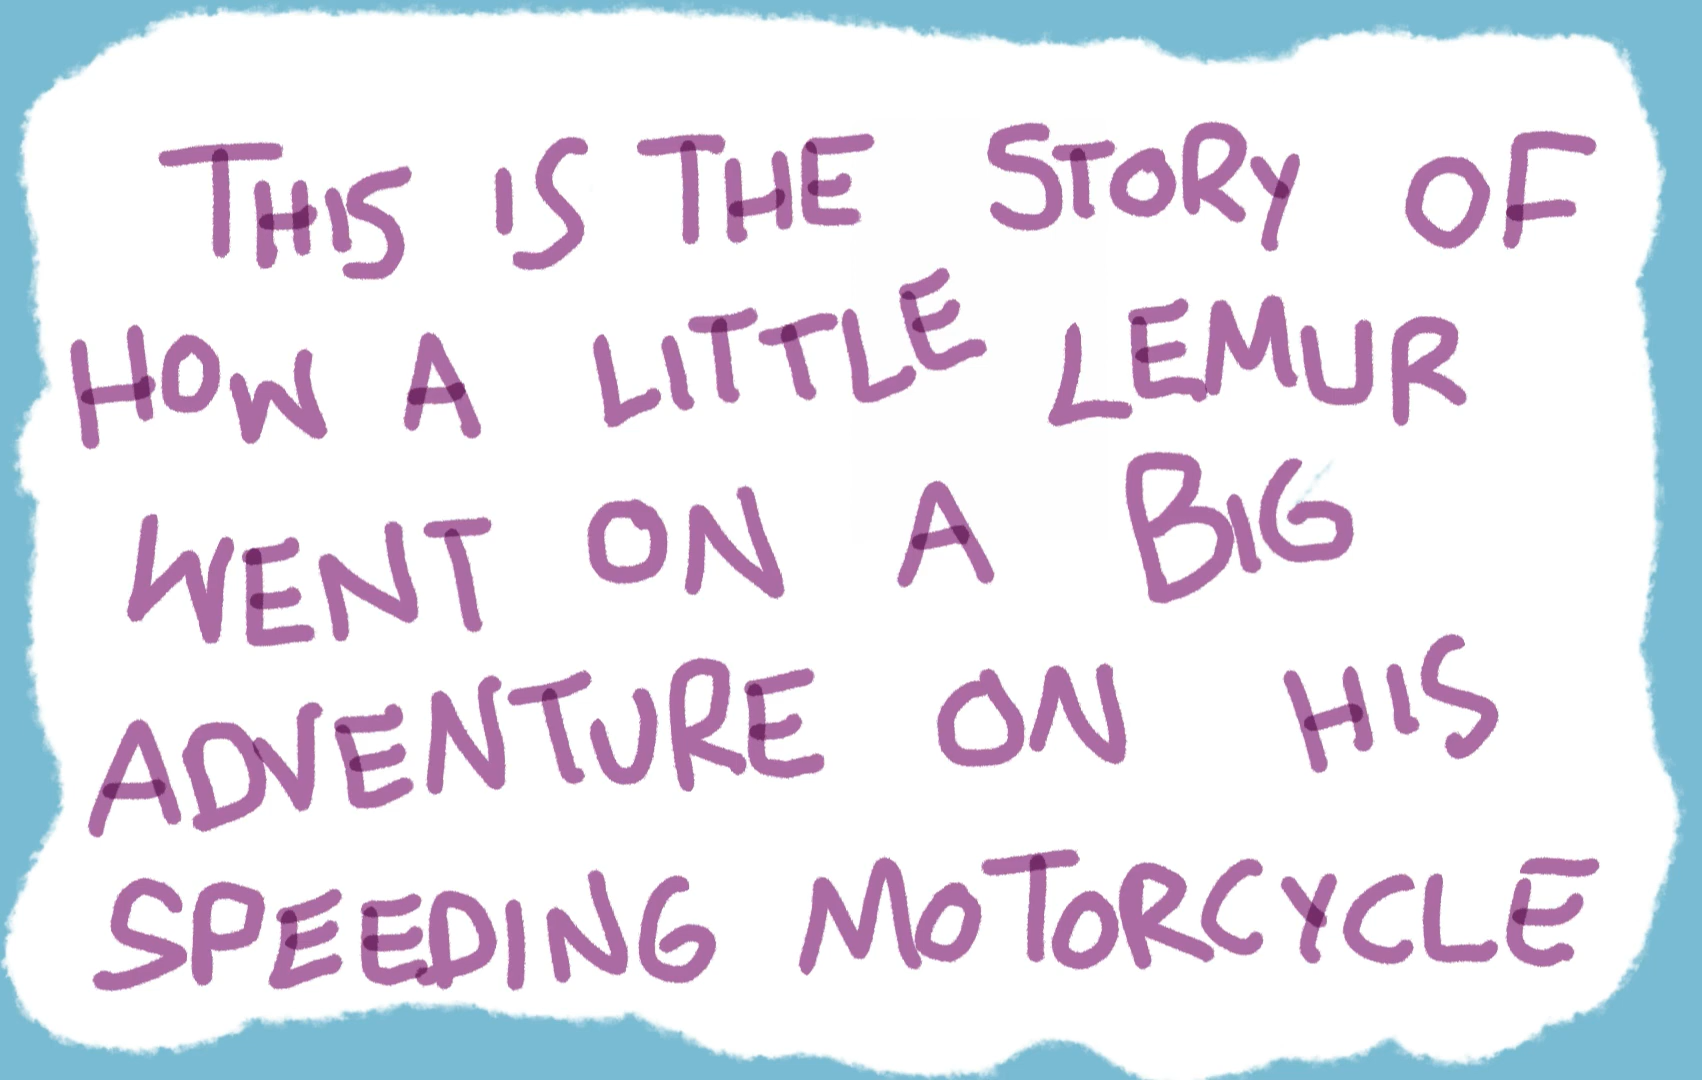 THIS IS THE STORY OF
HOW A LITTLE LEMUR
WENT ON A BIG
ADVENTURE ON HIS
SPEEDING MOTORCYCLE